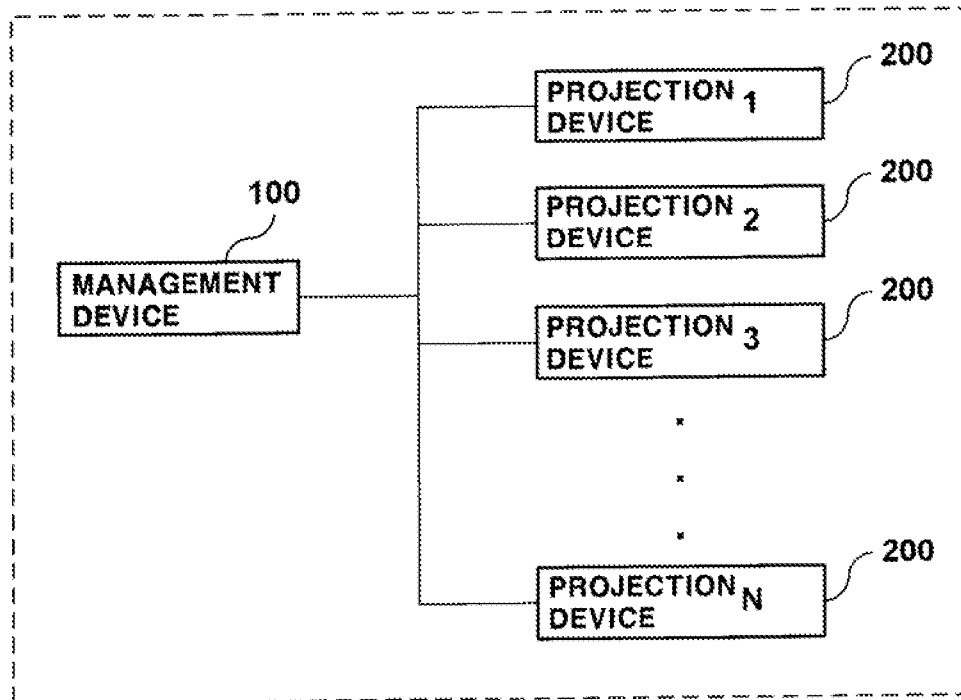 200
PROJECTION 1
DEVICE
200
100
PROJECTION 2
DEVICE
MANAGEMENT
DEVICE
200
PROJECTION 3
DEVICE
200
PROJECTION N
DEVICE